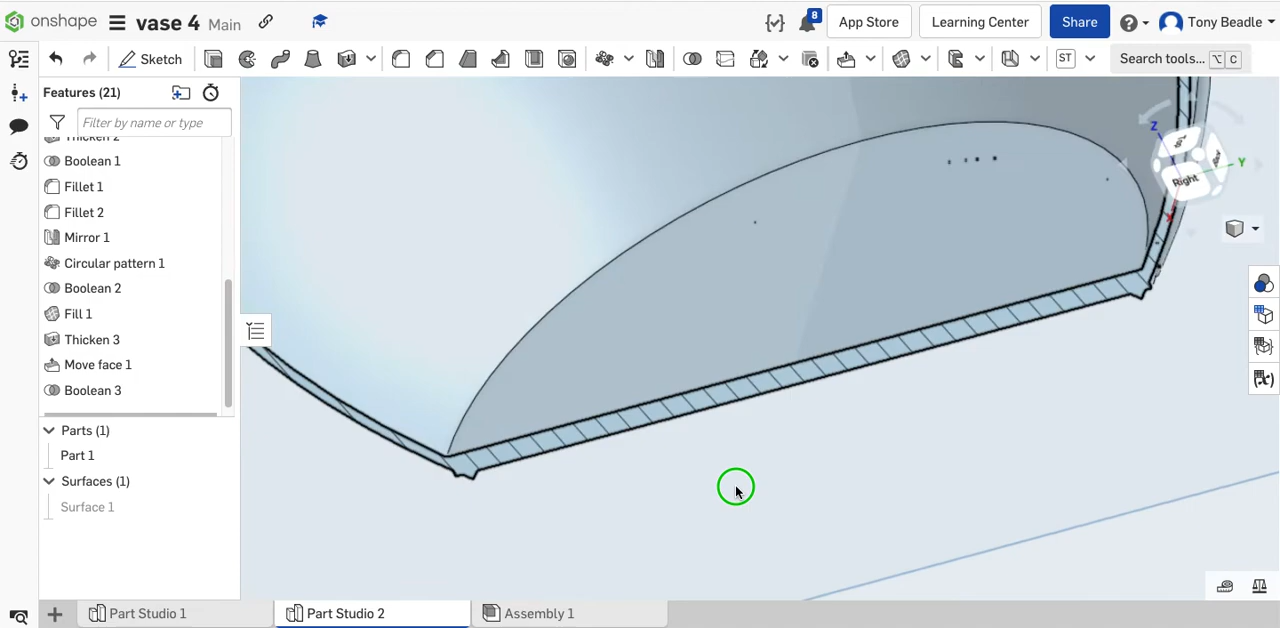 onshape vase 4 Main 8 App Store Learning Center Share Tony Beadle
Sketch ST Search tools... C
Features (21)
Filter by name or type
Thicken 2
Boolean 1
Fillet 1
Fillet 2
Mirror 1
Circular pattern 1
Boolean 2
Fill 1
Thicken 3
Move face 1
Boolean 3
Parts (1)
Part 1
Surfaces (1)
Surface 1
Z
Y
Right
X
Part Studio 1 Part Studio 2 Assembly 1